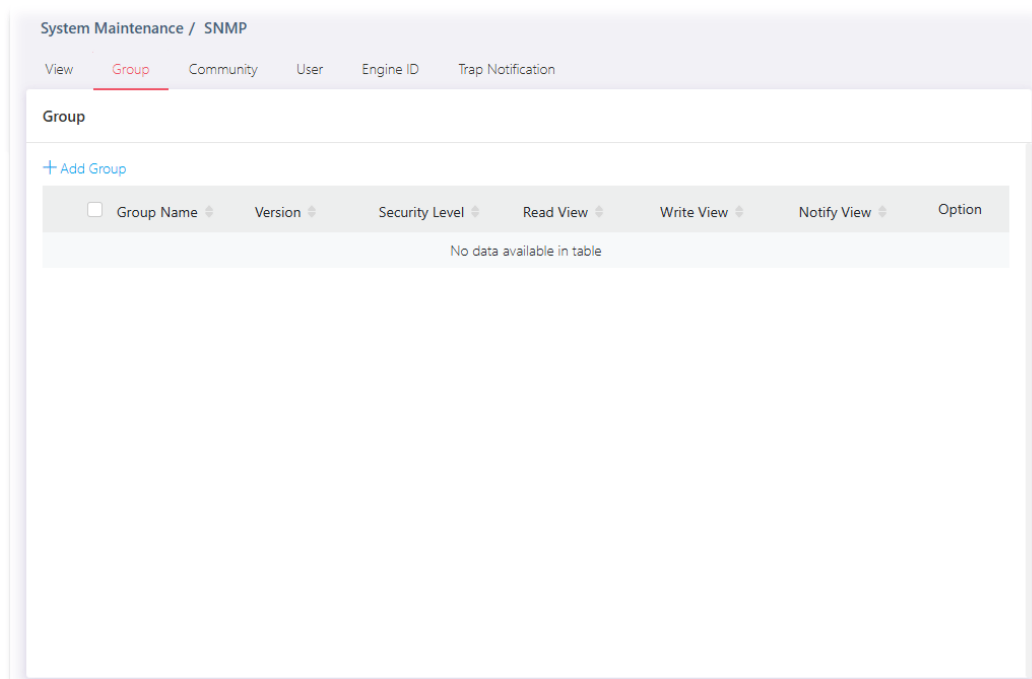 System Maintenance / SNMP
View Group Community User Engine ID Trap Notification
Group
+ Add Group
Group Name Version Security Level Read View Write View Notify View Option
No data available in table